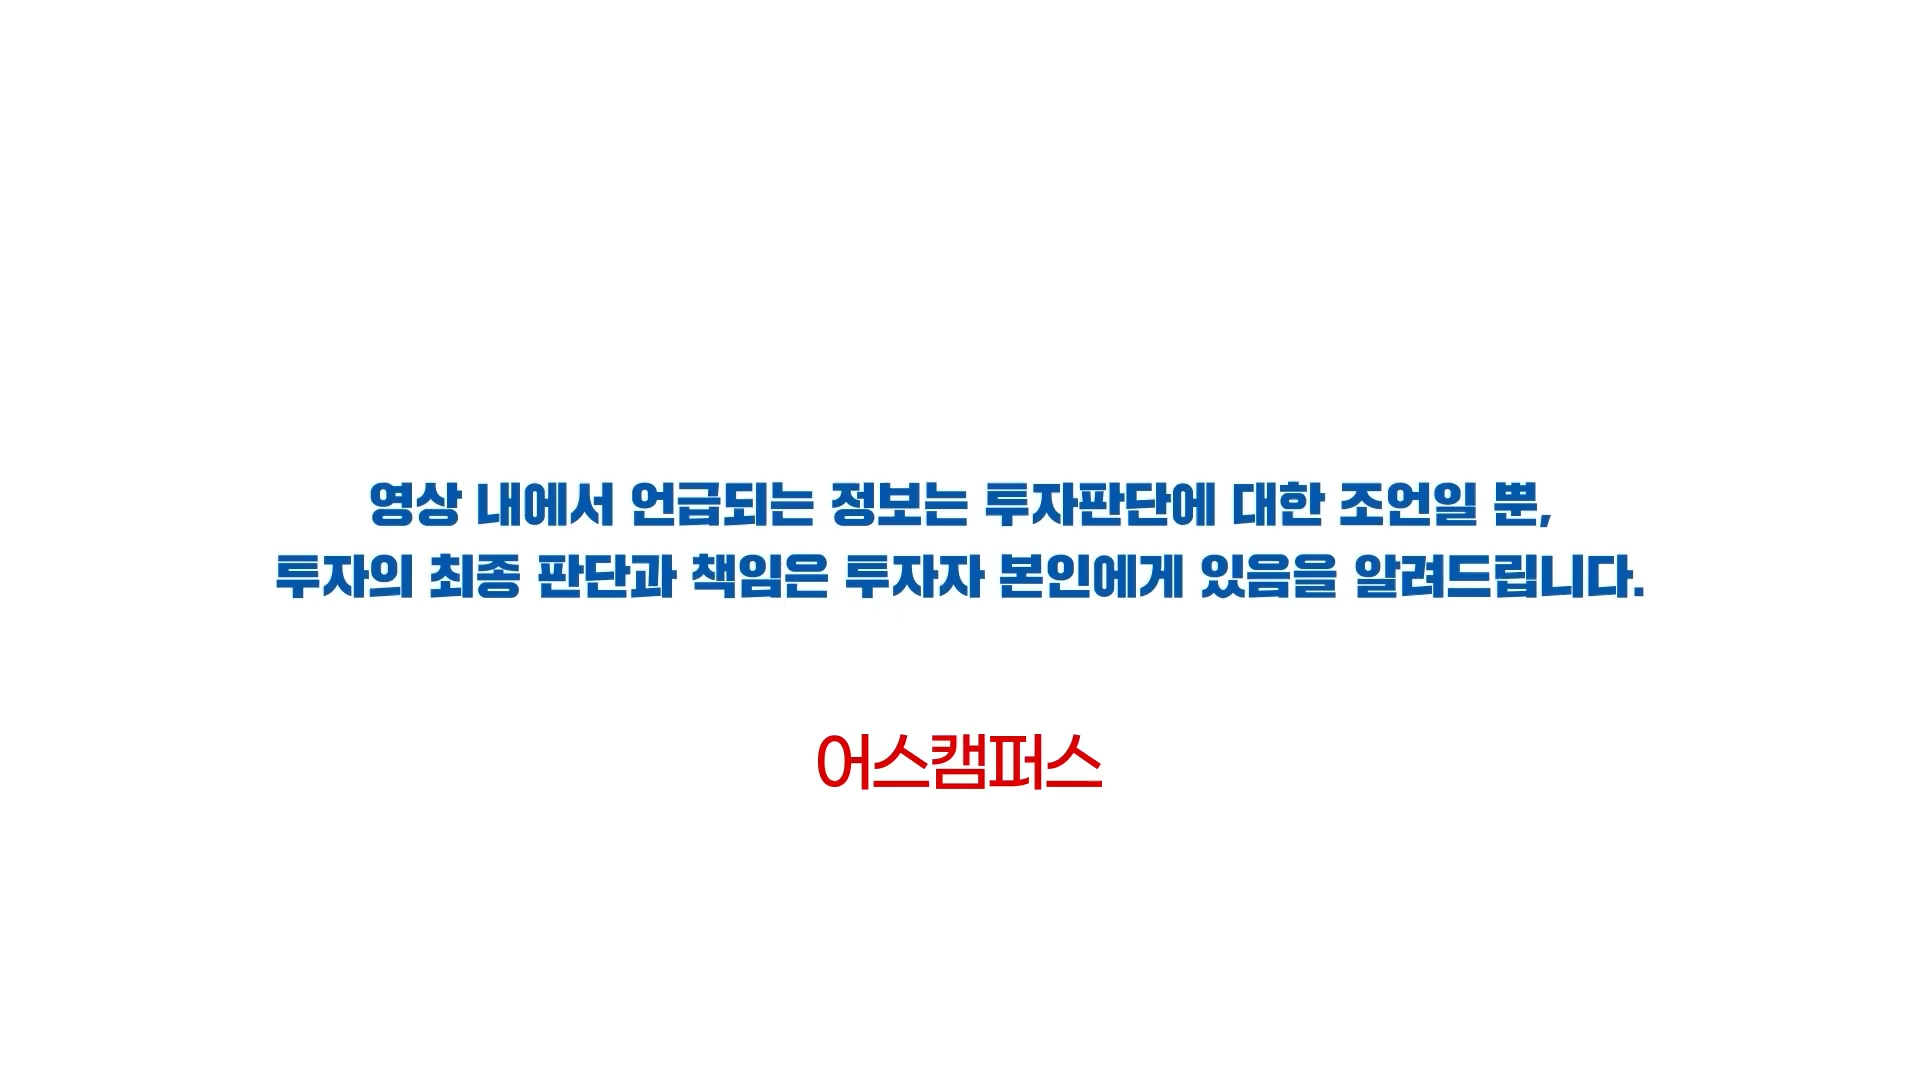 영상 내에서 언급되는 정보는 투자판단에 대한 조언일 뿐,
투자의 최종 판단과 책임은 투자자 본인에게 있음을 알려드립니다.
어스캠퍼스